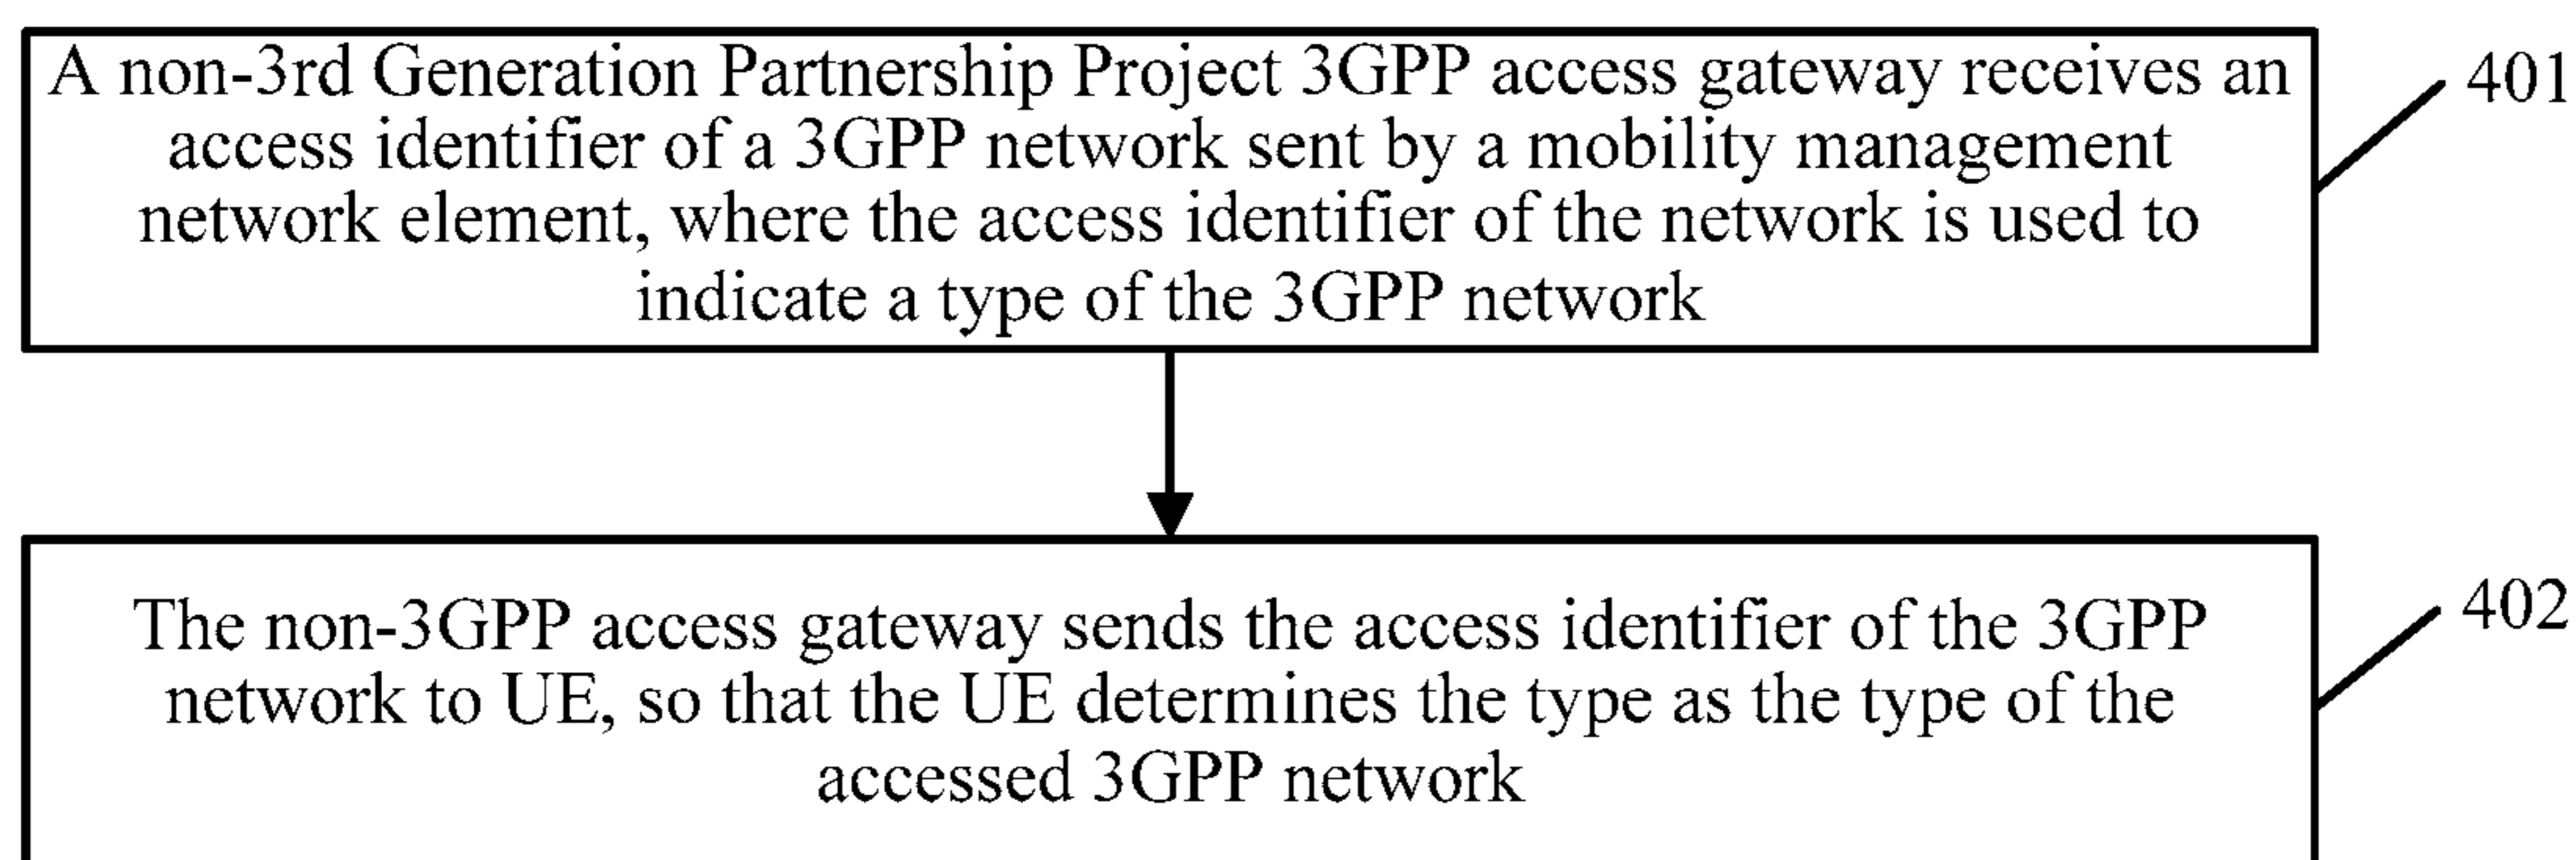 A non-3rd Generation Partnership Project 3GPP access gateway receives an
access identifier of a 3GPP network sent by a mobility management
network element, where the access identifier of the network is used to
indicate a type of the 3GPP network
401
The non-3GPP access gateway sends the access identifier of the 3GPP
network to UE, so that the UE determines the type as the type of the
accessed 3GPP network
402